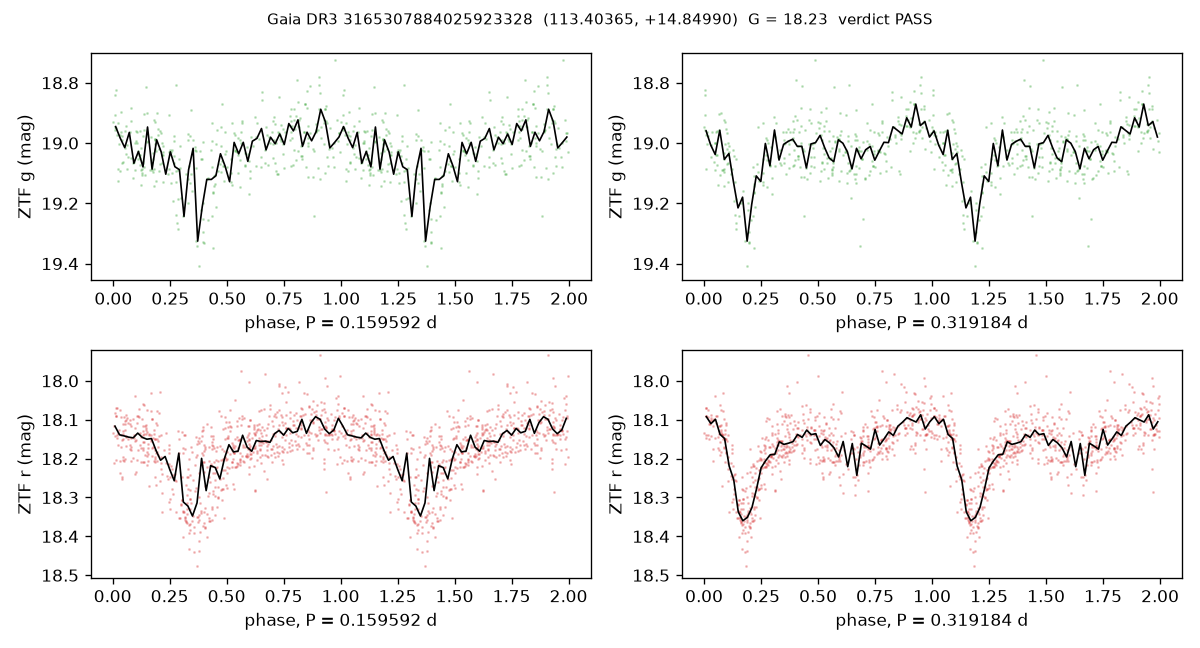 Gaia DR3 3165307884025923328 (113.40365, +14.84990) G = 18.23 verdict PASS
ZTF g (mag)
18.8
19.0
19.2
19.4
0.00 0.25 0.50 0.75 1.00 1.25 1.50 1.75 2.00
phase, P = 0.159592 d
ZTF g (mag)
18.8
19.0
19.2
19.4
0.00 0.25 0.50 0.75 1.00 1.25 1.50 1.75 2.00
phase, P = 0.319184 d
ZTF r (mag)
18.0
18.1
18.2
18.3
18.4
18.5
0.00 0.25 0.50 0.75 1.00 1.25 1.50 1.75 2.00
phase, P = 0.159592 d
ZTF r (mag)
18.0
18.1
18.2
18.3
18.4
18.5
0.00 0.25 0.50 0.75 1.00 1.25 1.50 1.75 2.00
phase, P = 0.319184 d